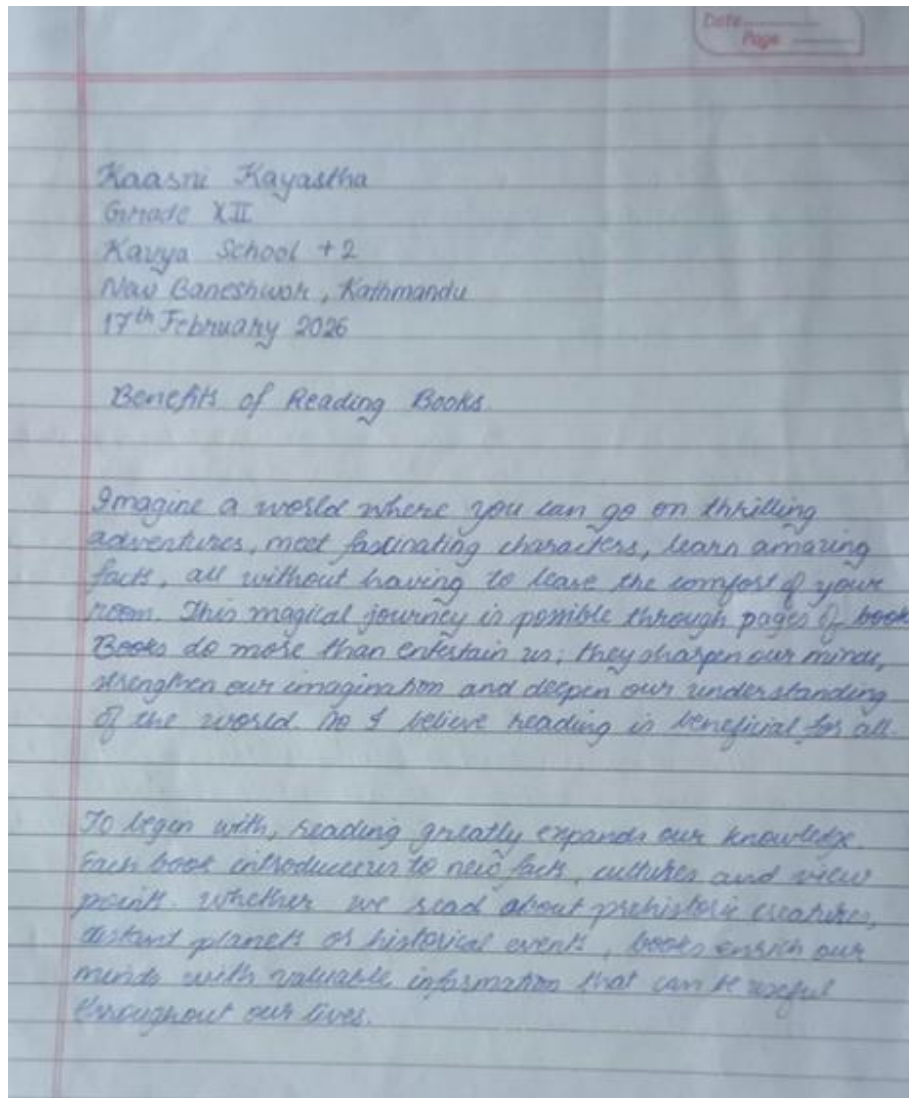 Date
Page
Kaasni Kayastha
Grade XII
Kavya School +2
Naw Baneshwor, Kathmandu
17th February 2026
Benefits of Reading Books.
Imagine a world where you can go on thrilling
adventures, meet fascinating characters, learn amazing
facts, all without having to leave the comfort of your
room. This magical journey is possible through pages of book
Books do more than entertain us; they sharpen our minds,
strengthen our imagination and deepen our understanding
of the world. So I believe reading is beneficial for all.
To begin with, reading greatly expands our knowledge.
Each book introduces us to new facts, cultures and view
points. Whether we read about prehistoric creatures,
distant planets or historical events, books enrich our
minds with valuable information that can be useful
throughout our lives.